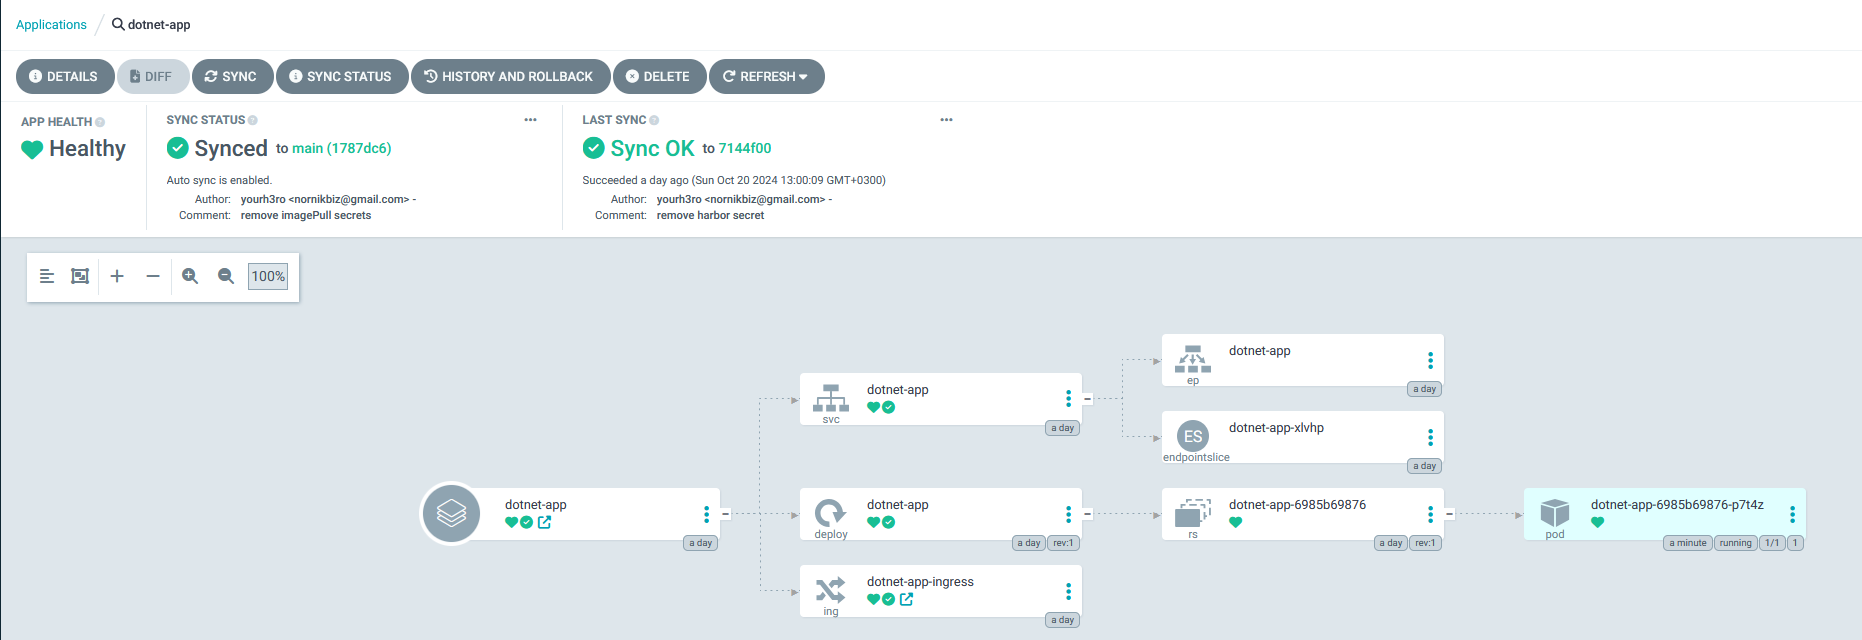 Applications / dotnet-app
DETAILS DIFF SYNC SYNC STATUS HISTORY AND ROLLBACK DELETE REFRESH
APP HEALTH
Healthy
SYNC STATUS
Synced to main (1787dc6)
Auto sync is enabled.
Author: yourh3ro <nornikbiz@gmail.com> -
Comment: remove imagePull secrets
LAST SYNC
Sync OK to 7144f00
Succeeded a day ago (Sun Oct 20 2024 13:00:09 GMT+0300)
Author: yourh3ro <nornikbiz@gmail.com> -
Comment: remove harbor secret
100%
dotnet-app
a day
dotnet-app
svc
a day
dotnet-app
ep
a day
ES
dotnet-app-xlvhp
endpointslice
a day
dotnet-app
deploy
a day rev:1
dotnet-app-6985b69876
rs
a day rev:1
dotnet-app-6985b69876-p7t4z
pod
a minute running 1/1 1
dotnet-app-ingress
ing
a day